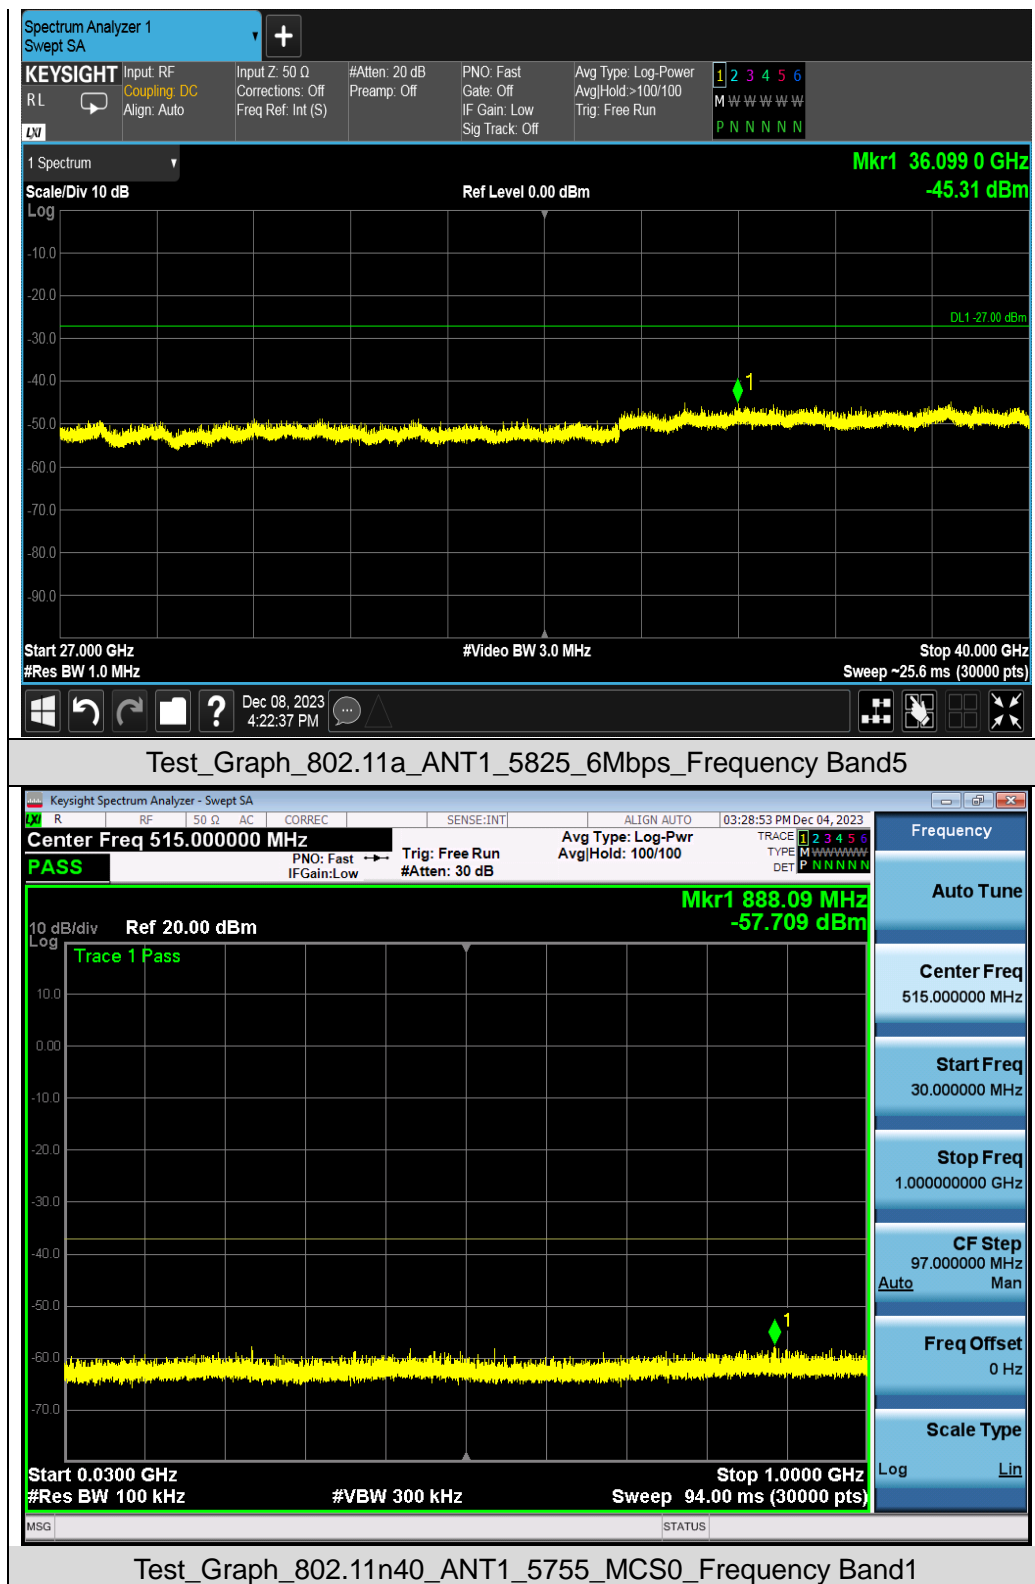 Spectrum Analyzer 1
Swept SA
+
KEYSIGHT Input: RF Input Z: 50 Ω #Atten: 20 dB PNO: Fast Avg Type: Log-Power 1 2 3 4 5 6
RL Coupling: DC Corrections: Off Preamp: Off Gate: Off Avg|Hold:>100/100 M W W W W W
Align: Auto Freq Ref: Int (S) IF Gain: Low Trig: Free Run
LXI Sig Track: Off P N N N N N
1 Spectrum Mkr1 36.099 0 GHz
Scale/Div 10 dB Ref Level 0.00 dBm -45.31 dBm
Log
-10.0
-20.0
DL1 -27.00 dBm
-30.0
-40.0 1
-50.0
-60.0
-70.0
-80.0
-90.0
Start 27.000 GHz #Video BW 3.0 MHz Stop 40.000 GHz
#Res BW 1.0 MHz Sweep ~25.6 ms (30000 pts)
? Dec 08, 2023
4:22:37 PM
Test_Graph_802.11a_ANT1_5825_6Mbps_Frequency Band5
Keysight Spectrum Analyzer - Swept SA
LXI R RF 50 Ω AC CORREC SENSE:INT ALIGN AUTO 03:28:53 PM Dec 04, 2023 Frequency
Center Freq 515.000000 MHz Avg Type: Log-Pwr TRACE 1 2 3 4 5 6
PASS PNO: Fast Trig: Free Run Avg|Hold: 100/100 TYPE M W W W W W
IFGain:Low #Atten: 30 dB DET P N N N N N
Auto Tune
Mkr1 888.09 MHz
10 dB/div Ref 20.00 dBm -57.709 dBm
Log
Trace 1 Pass
Center Freq
515.000000 MHz
10.0
0.00
Start Freq
30.000000 MHz
-10.0
-20.0
Stop Freq
1.000000000 GHz
-30.0
-40.0
CF Step
97.000000 MHz
Auto Man
-50.0
1
-60.0
Freq Offset
0 Hz
-70.0
Scale Type
Log Lin
Start 0.0300 GHz Stop 1.0000 GHz
#Res BW 100 kHz #VBW 300 kHz Sweep 94.00 ms (30000 pts)
MSG STATUS
Test_Graph_802.11n40_ANT1_5755_MCS0_Frequency Band1